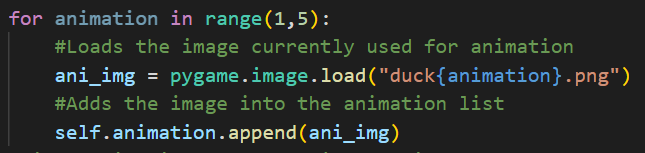 for animation in range(1,5):
    #Loads the image currently used for animation
    ani_img = pygame.image.load("duck{animation}.png")
    #Adds the image into the animation list
    self.animation.append(ani_img)